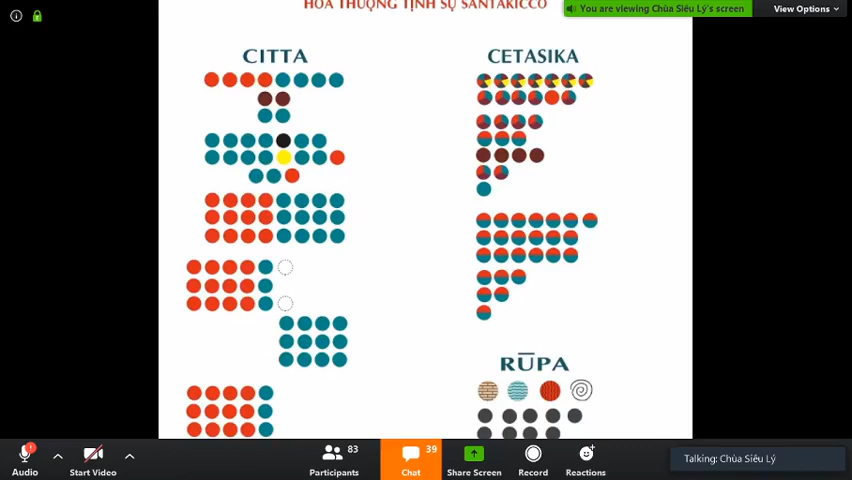 HÒA THƯỢNG TỊNH SỰ SANTAKICCO
You are viewing Chùa Siêu Lý's screen
View Options
CITTA
CETASIKA
RŪPA
Audio
Start Video
83
Participants
39
Chat
Share Screen
Record
Reactions
Talking: Chùa Siêu Lý